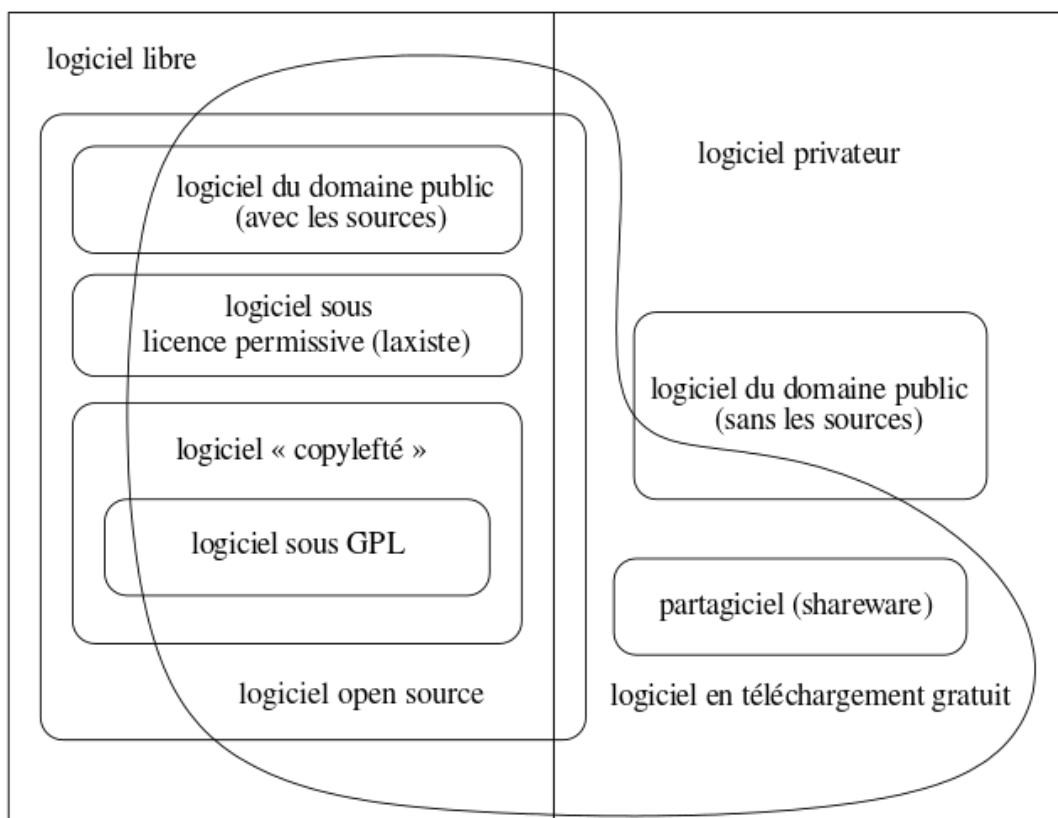 logiciel libre
logiciel du domaine public
(avec les sources)
logiciel sous
licence permissive (laxiste)
logiciel « copylefté »
logiciel sous GPL
logiciel open source
logiciel privateur
logiciel du domaine public
(sans les sources)
partagiciel (shareware)
logiciel en téléchargement gratuit